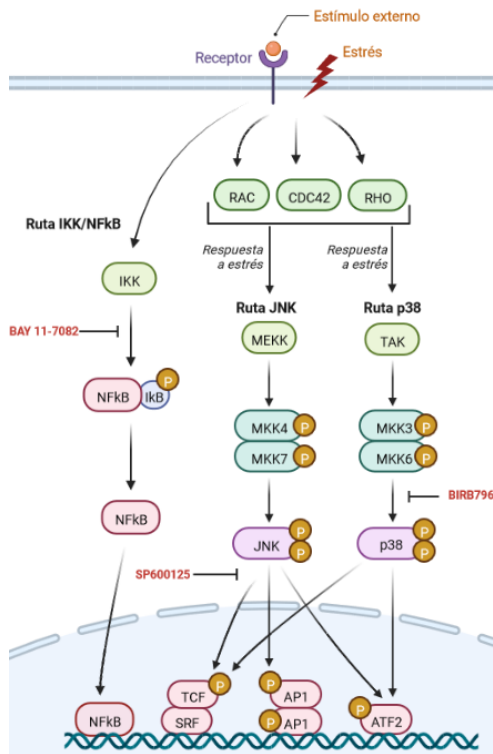 Estímulo externo
Receptor
Estrés
RAC
CDC42
RHO
Ruta IKK/NFkB
Respuesta
a estrés
Respuesta
a estrés
IKK
Ruta JNK
Ruta p38
MEKK
TAK
BAY 11-7082
P
NFkB
IkB
MKK4
P
MKK7
P
MKK3
P
MKK6
P
BIRB796
NFkB
JNK
P
P
p38
P
P
SP600125
P
TCF
SRF
P
AP1
P
AP1
P
ATF2
NFkB